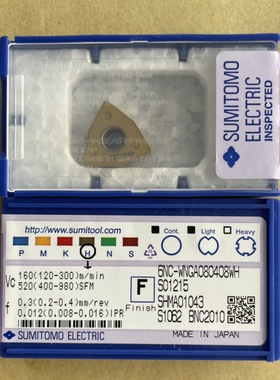 3
SUMITOMO
ELECTRIC
INSPECTED
http://www.sumitool.com
Cont.
Light
Heavy
P M K H N S
Vc 160(120-300)m/min
520(400-980)SFM
f 0.3(0.2-0.4)mm/rev
0.012(0.008-0.016)IPR
F
Finish
6NC-WNGA080408WH
S01215
SHMA01043
S1062 BNC2010
MADE IN JAPAN
SUMITOMO ELECTRIC